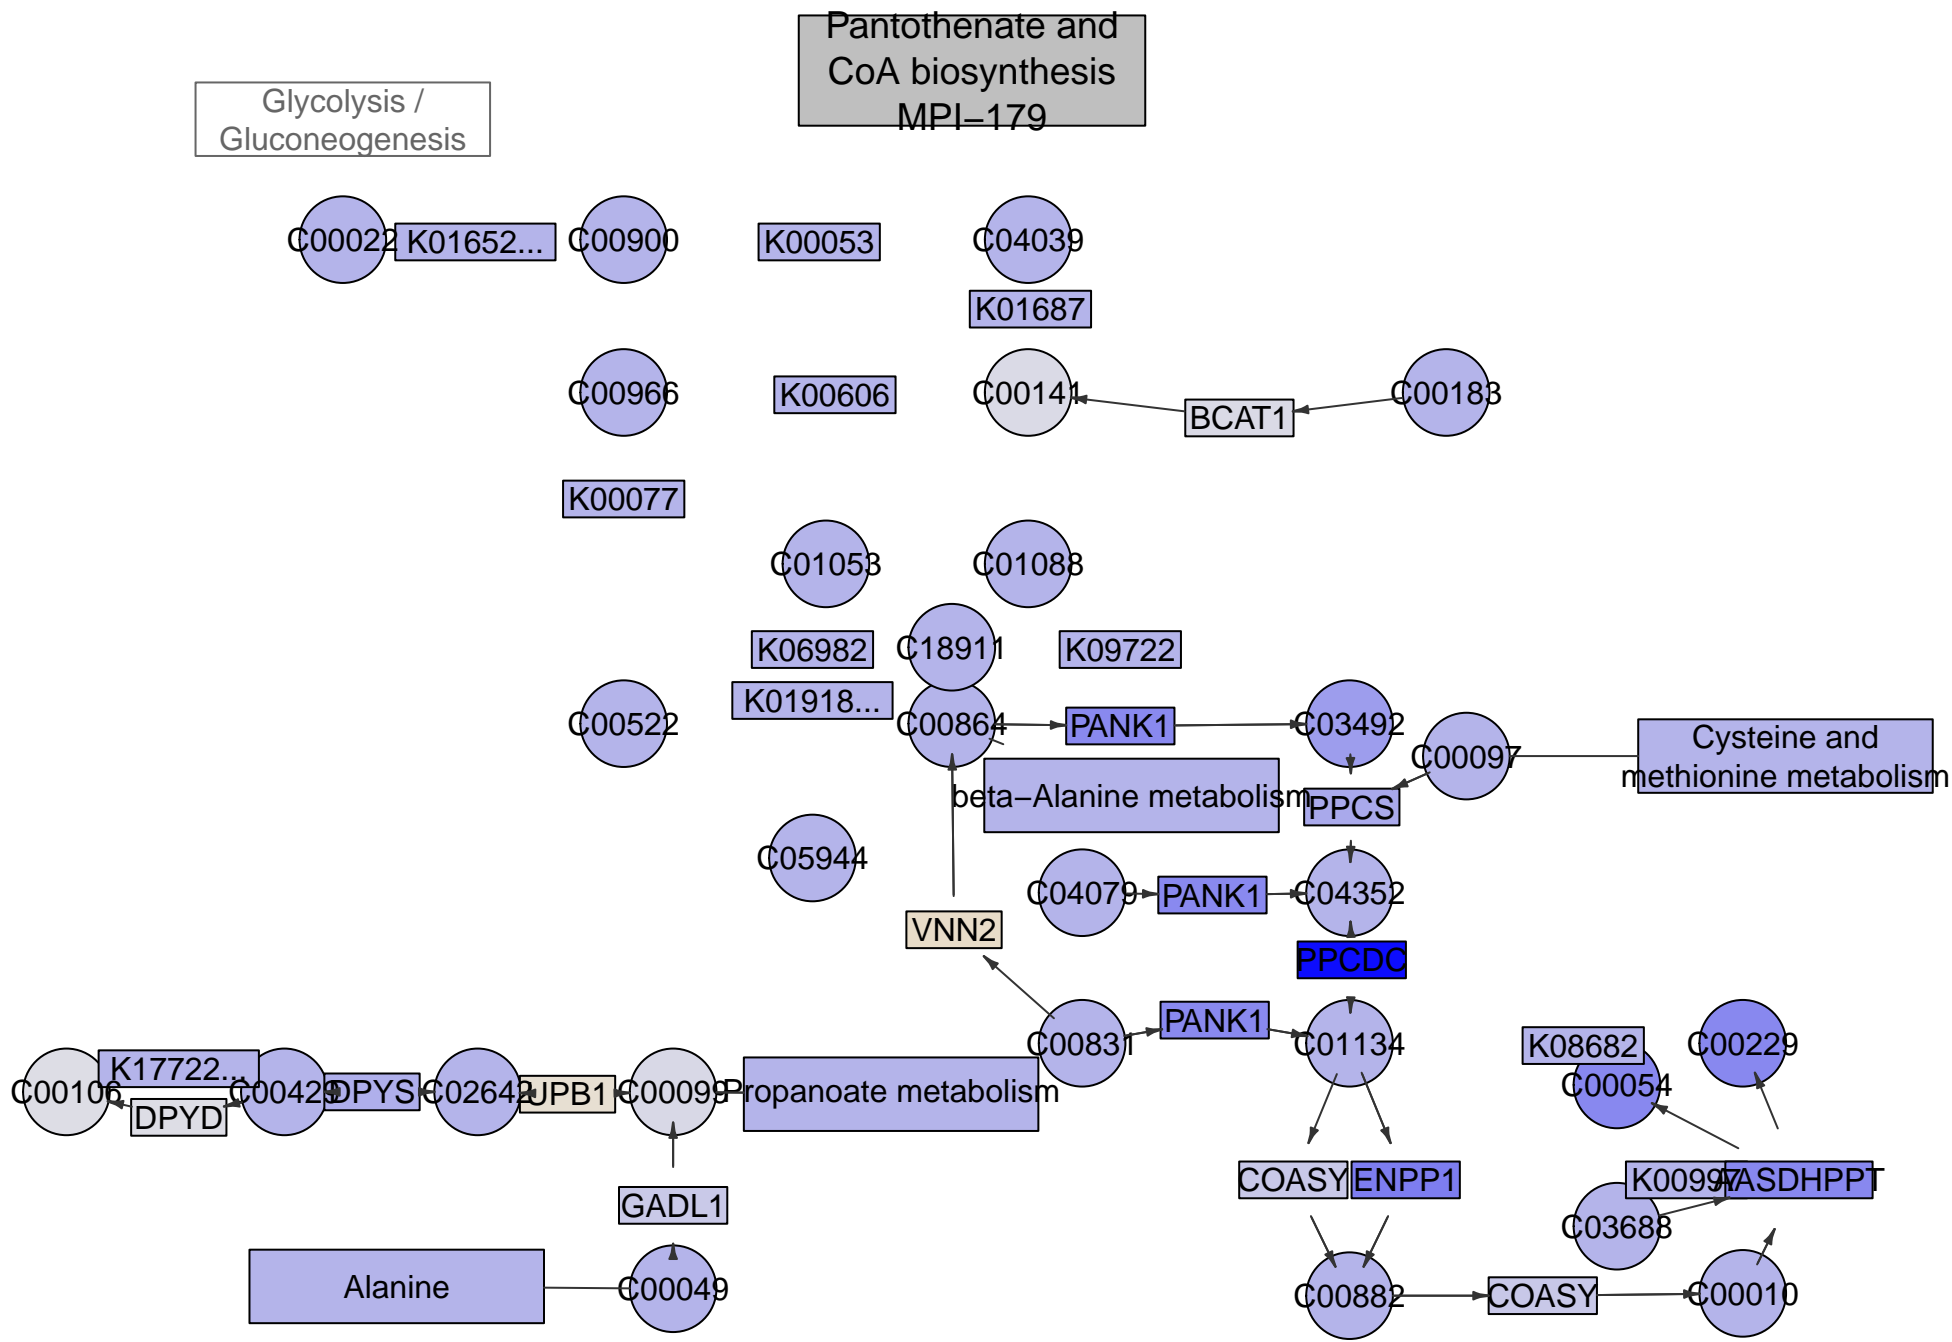 Pantothenate and
CoA biosynthesis
MPI−179
Glycolysis /
Gluconeogenesis
C00022
K01652...
C00900
K00053
C04039
K01687
C00966
K00606
C00141
BCAT1
C00183
K00077
C01053
C01088
K06982
C18911
K09722
K01918...
C00522
C00864
PANK1
C03492
C00097
Cysteine and
methionine metabolism
beta−Alanine metabolism
PPCS
C05944
C04079
PANK1
C04352
VNN2
PPCDC
C00831
PANK1
C01134
K08682
C00229
C00054
C00106
K17722...
DPYD
C00429
DPYS
C02642
UPB1
C00099
Propanoate metabolism
COASY
ENPP1
K00997
AASDHPPT
GADL1
C03688
Alanine
C00049
C00882
COASY
C00010